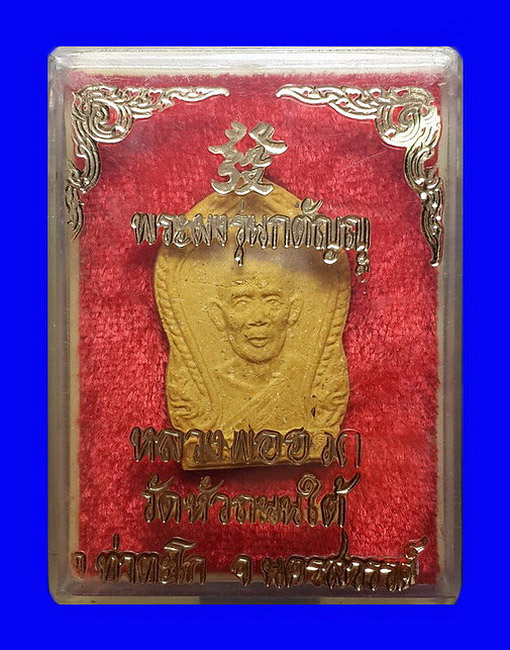 發
พระผงรุ่นกตัญญู
หลวงพ่ออวด
วัดหัวถนนใต้
อ.ท่าตะโก จ.นครสวรรค์